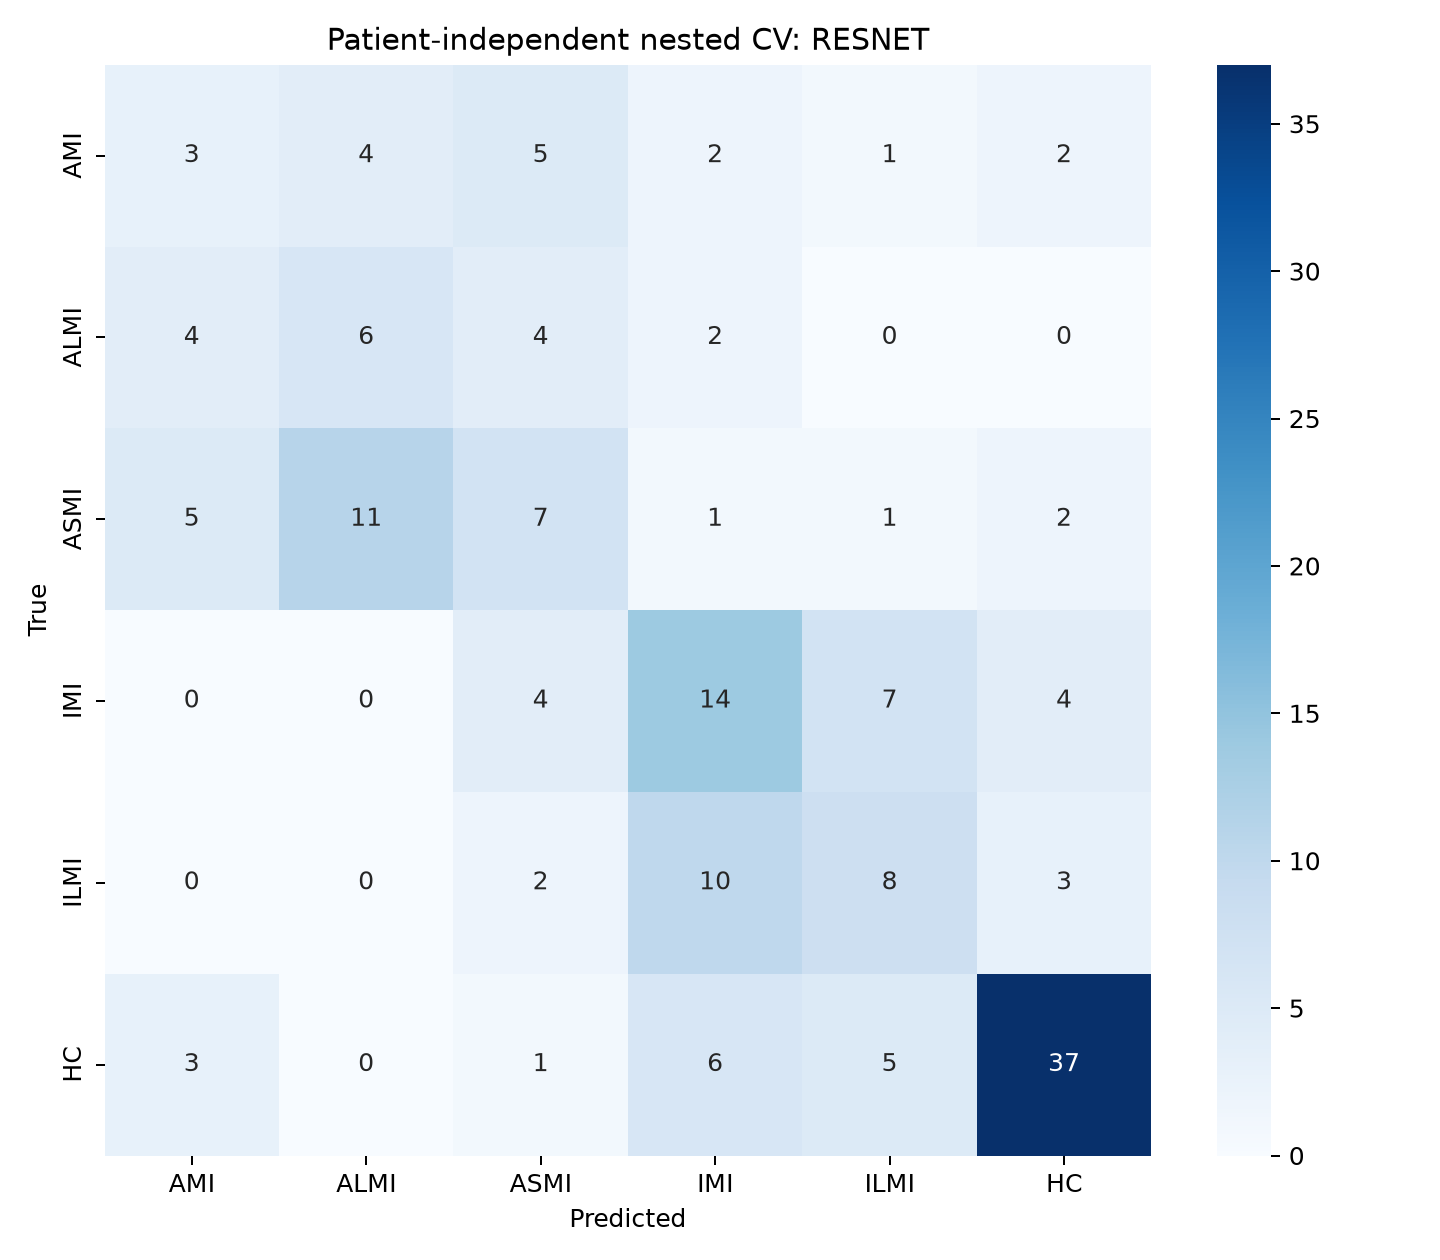 Patient-independent nested CV: RESNET
True
AMI 3 4 5 2 1 2
ALMI 4 6 4 2 0 0
ASMI 5 11 7 1 1 2
IMI 0 0 4 14 7 4
ILMI 0 0 2 10 8 3
HC 3 0 1 6 5 37
AMI ALMI ASMI IMI ILMI HC
Predicted
35
30
25
20
15
10
5
0